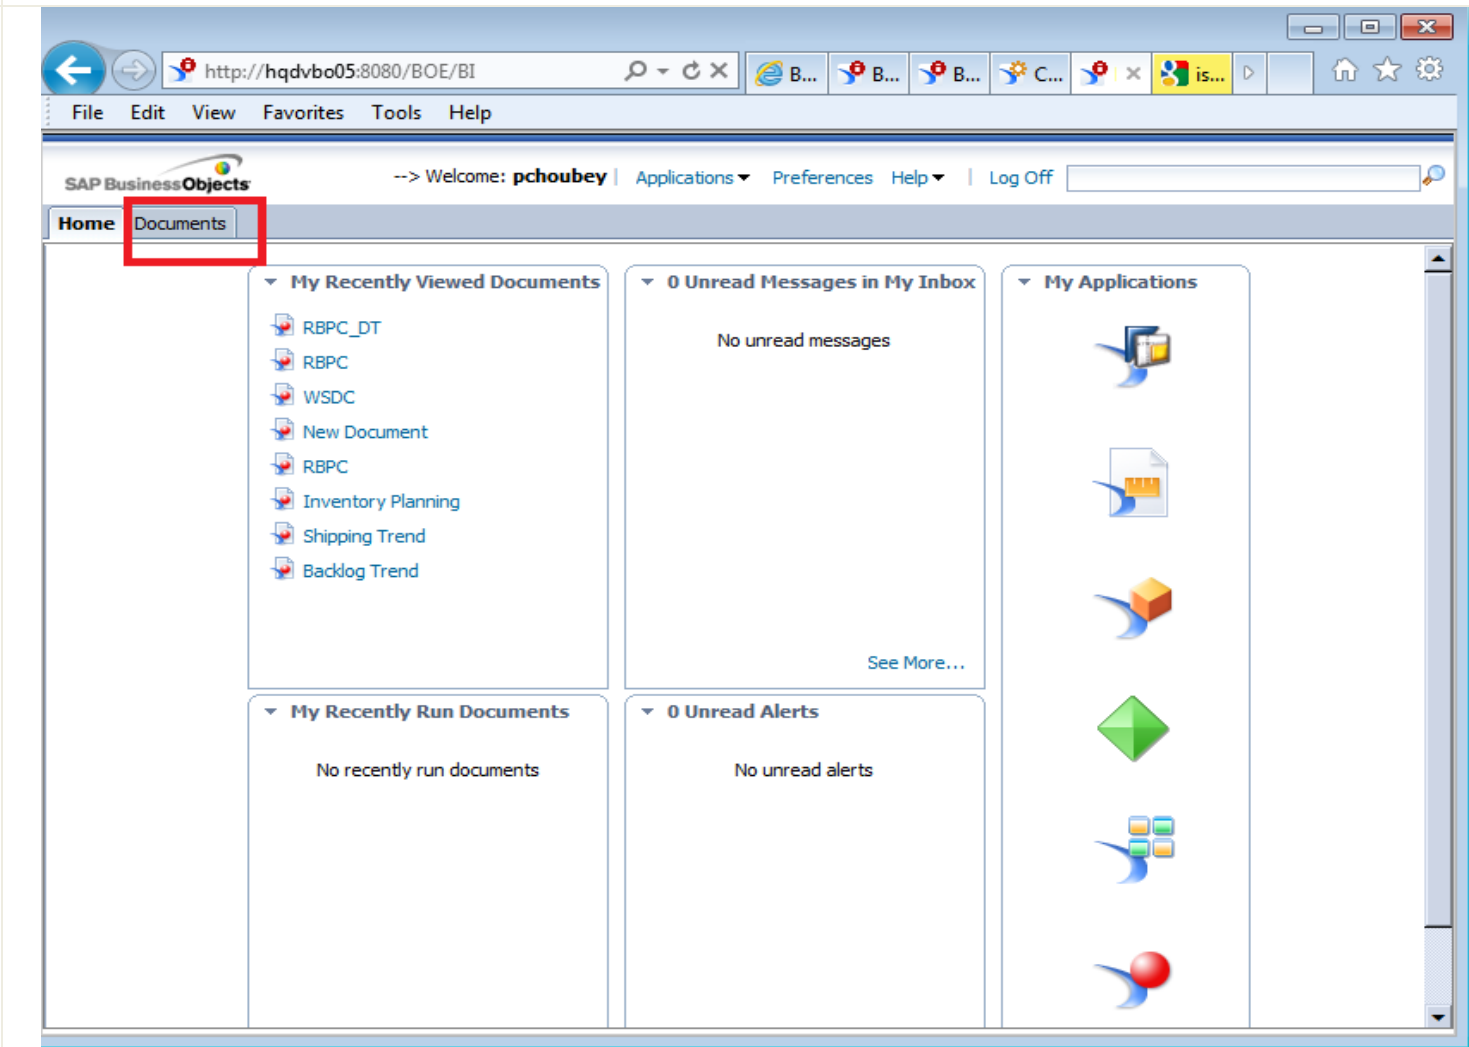 http://hqdvbo05:8080/BOE/BI
B...
B...
B...
C...
is...
File Edit View Favorites Tools Help
SAP BusinessObjects
--> Welcome: pchoubey | Applications Preferences Help | Log Off
Home Documents
My Recently Viewed Documents
RBPC_DT
RBPC
WSDC
New Document
RBPC
Inventory Planning
Shipping Trend
Backlog Trend
0 Unread Messages in My Inbox
No unread messages
See More...
My Applications
My Recently Run Documents
No recently run documents
0 Unread Alerts
No unread alerts